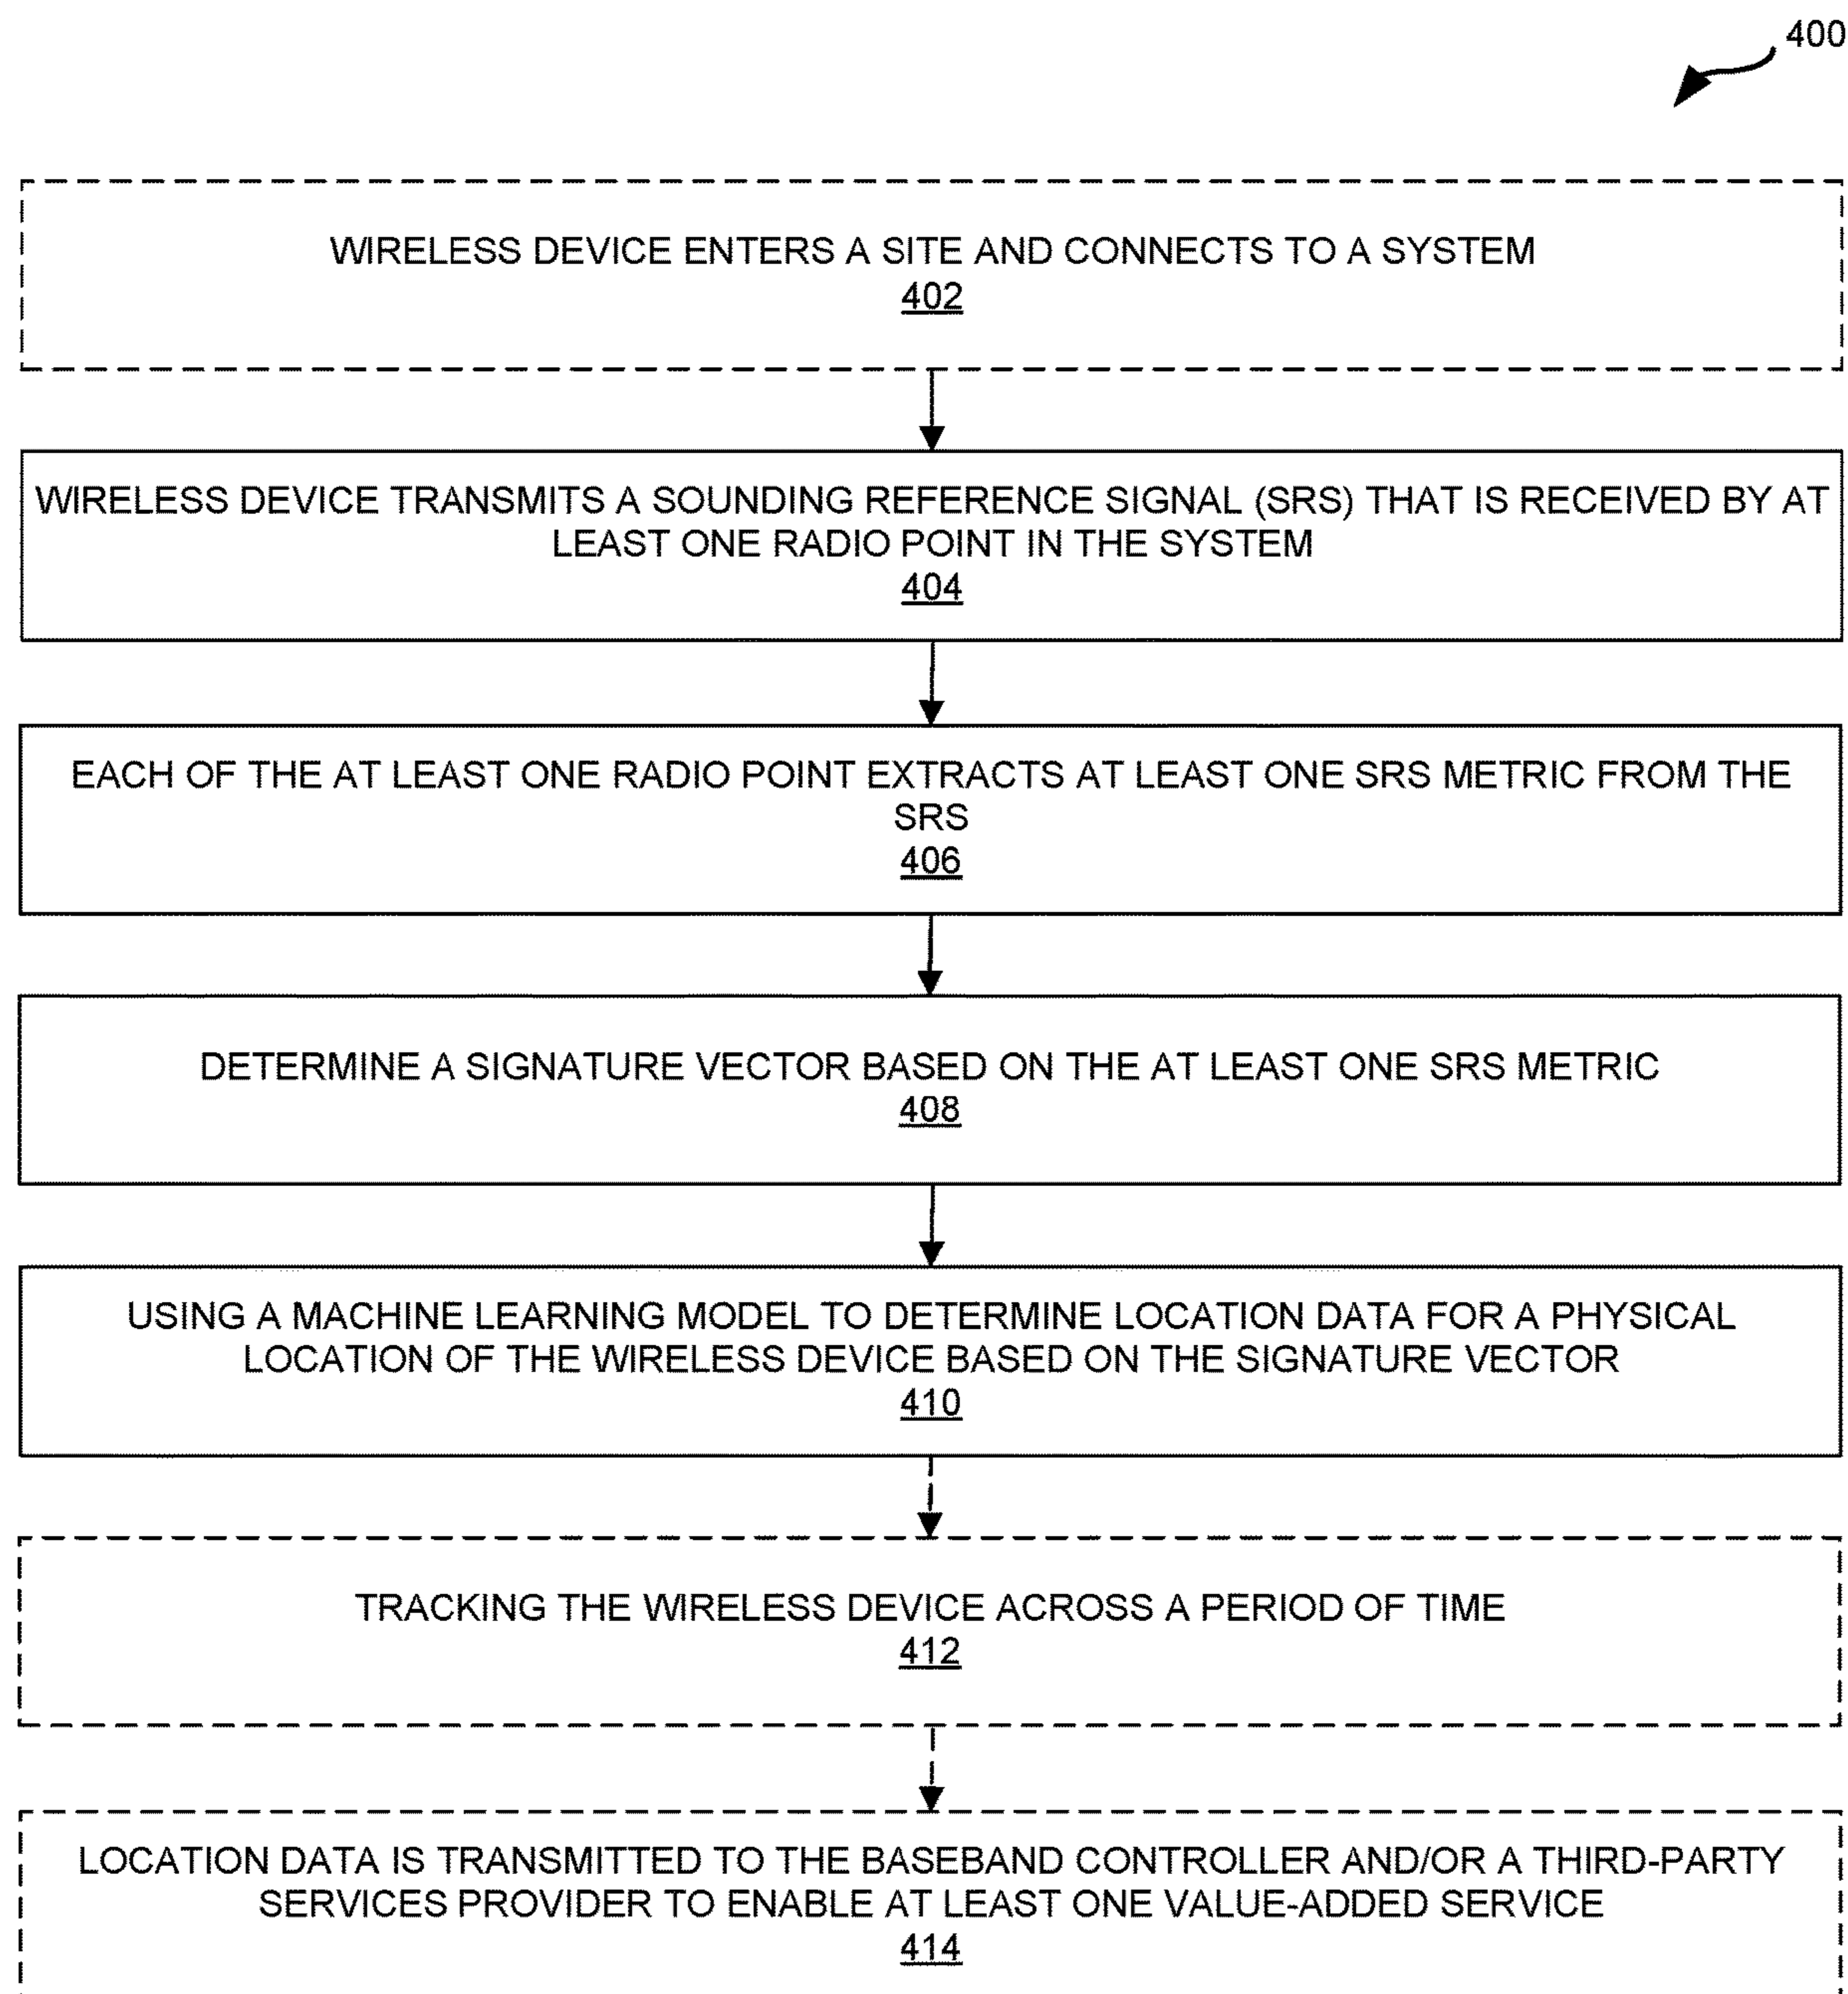 400
WIRELESS DEVICE ENTERS A SITE AND CONNECTS TO A SYSTEM
402
WIRELESS DEVICE TRANSMITS A SOUNDING REFERENCE SIGNAL (SRS) THAT IS RECEIVED BY AT
LEAST ONE RADIO POINT IN THE SYSTEM
404
EACH OF THE AT LEAST ONE RADIO POINT EXTRACTS AT LEAST ONE SRS METRIC FROM THE
SRS
406
DETERMINE A SIGNATURE VECTOR BASED ON THE AT LEAST ONE SRS METRIC
408
USING A MACHINE LEARNING MODEL TO DETERMINE LOCATION DATA FOR A PHYSICAL
LOCATION OF THE WIRELESS DEVICE BASED ON THE SIGNATURE VECTOR
410
TRACKING THE WIRELESS DEVICE ACROSS A PERIOD OF TIME
412
LOCATION DATA IS TRANSMITTED TO THE BASEBAND CONTROLLER AND/OR A THIRD-PARTY
SERVICES PROVIDER TO ENABLE AT LEAST ONE VALUE-ADDED SERVICE
414